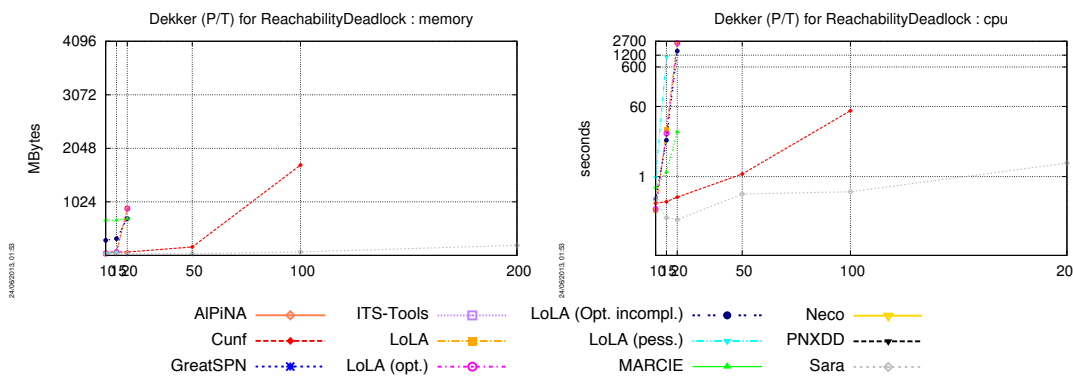 Dekker (P/T) for ReachabilityDeadlock : memory
4096
3072
2048
1024
MBytes
10 15 20 50 100 200
24/06/2013, 01:53
Dekker (P/T) for ReachabilityDeadlock : cpu
2700
1200
600
60
1
seconds
10 15 20 50 100 20
24/06/2013, 01:53
AlPiNA
Cunf
GreatSPN
ITS-Tools
LoLA
LoLA (opt.)
LoLA (Opt. incompl.)
LoLA (pess.)
MARCIE
Neco
PNXDD
Sara